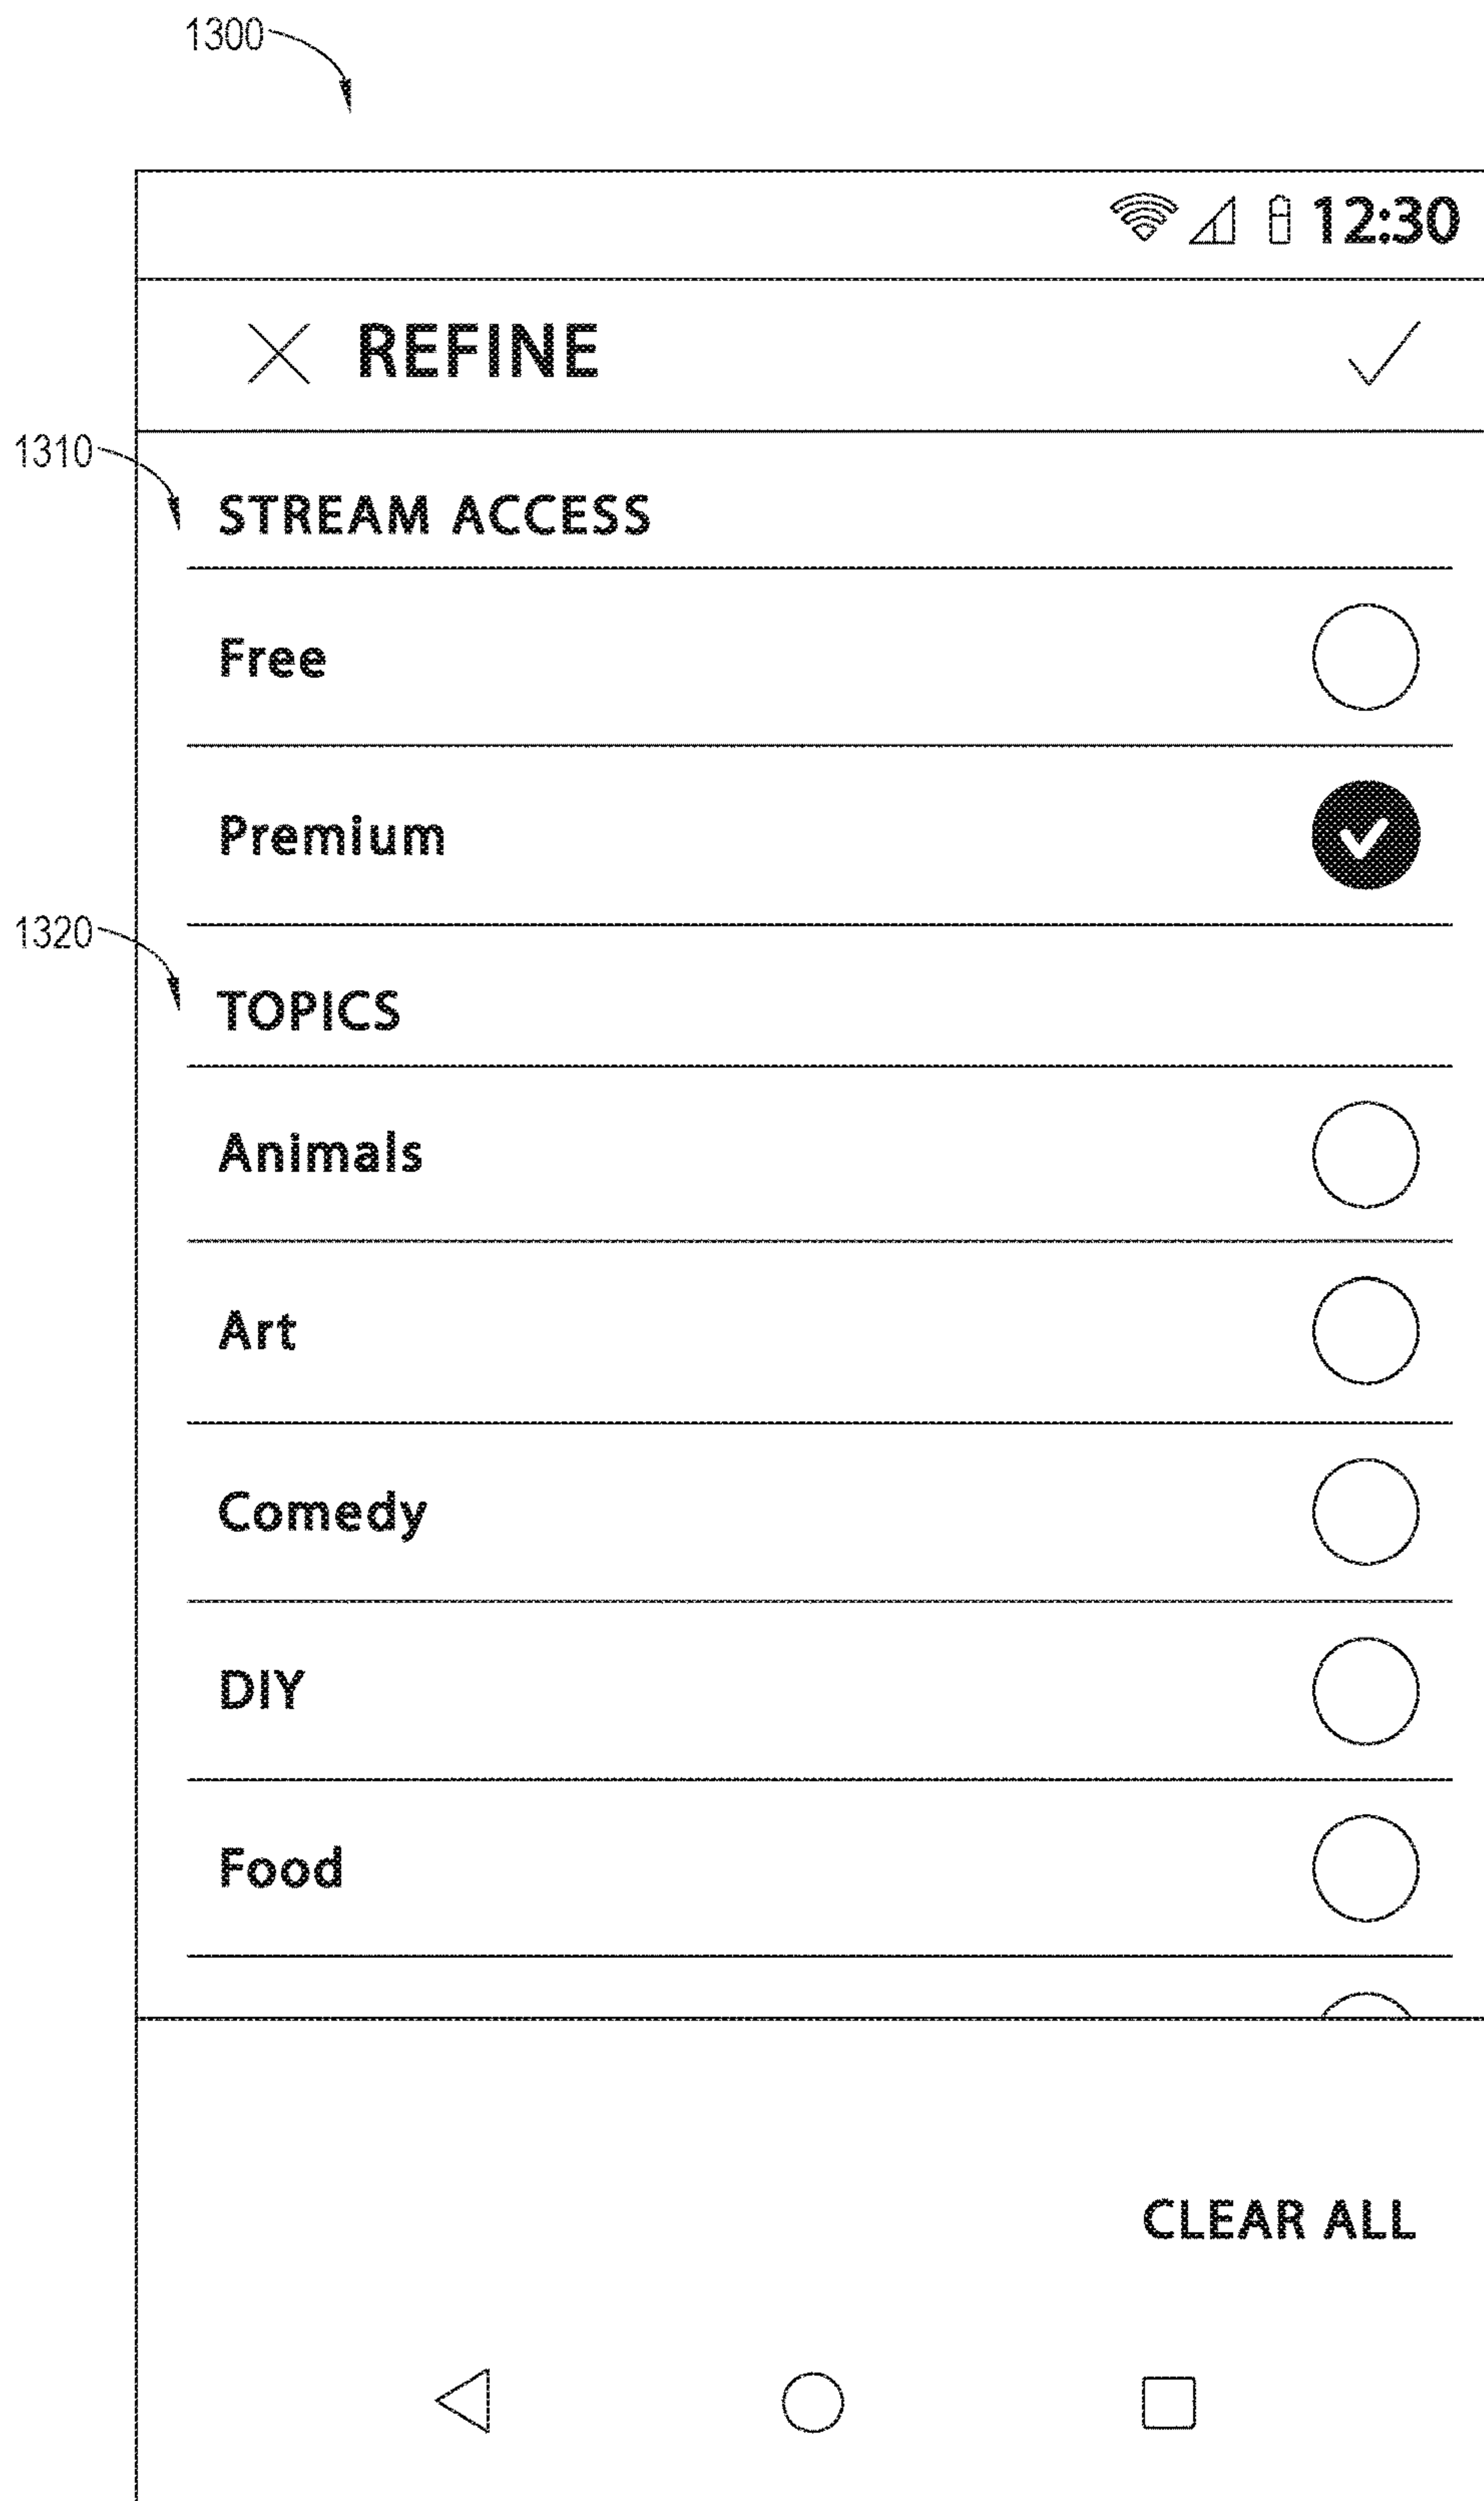 1300
12:30
REFINE
1310
STREAM ACCESS
Free
Premium
1320
TOPICS
Animals
Art
Comedy
DIY
Food
CLEAR ALL